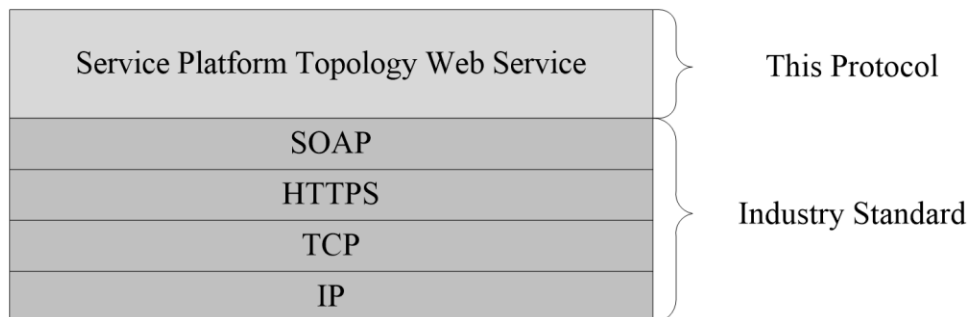 Service Platform Topology Web Service
This Protocol
SOAP
HTTPS
TCP
IP
Industry Standard